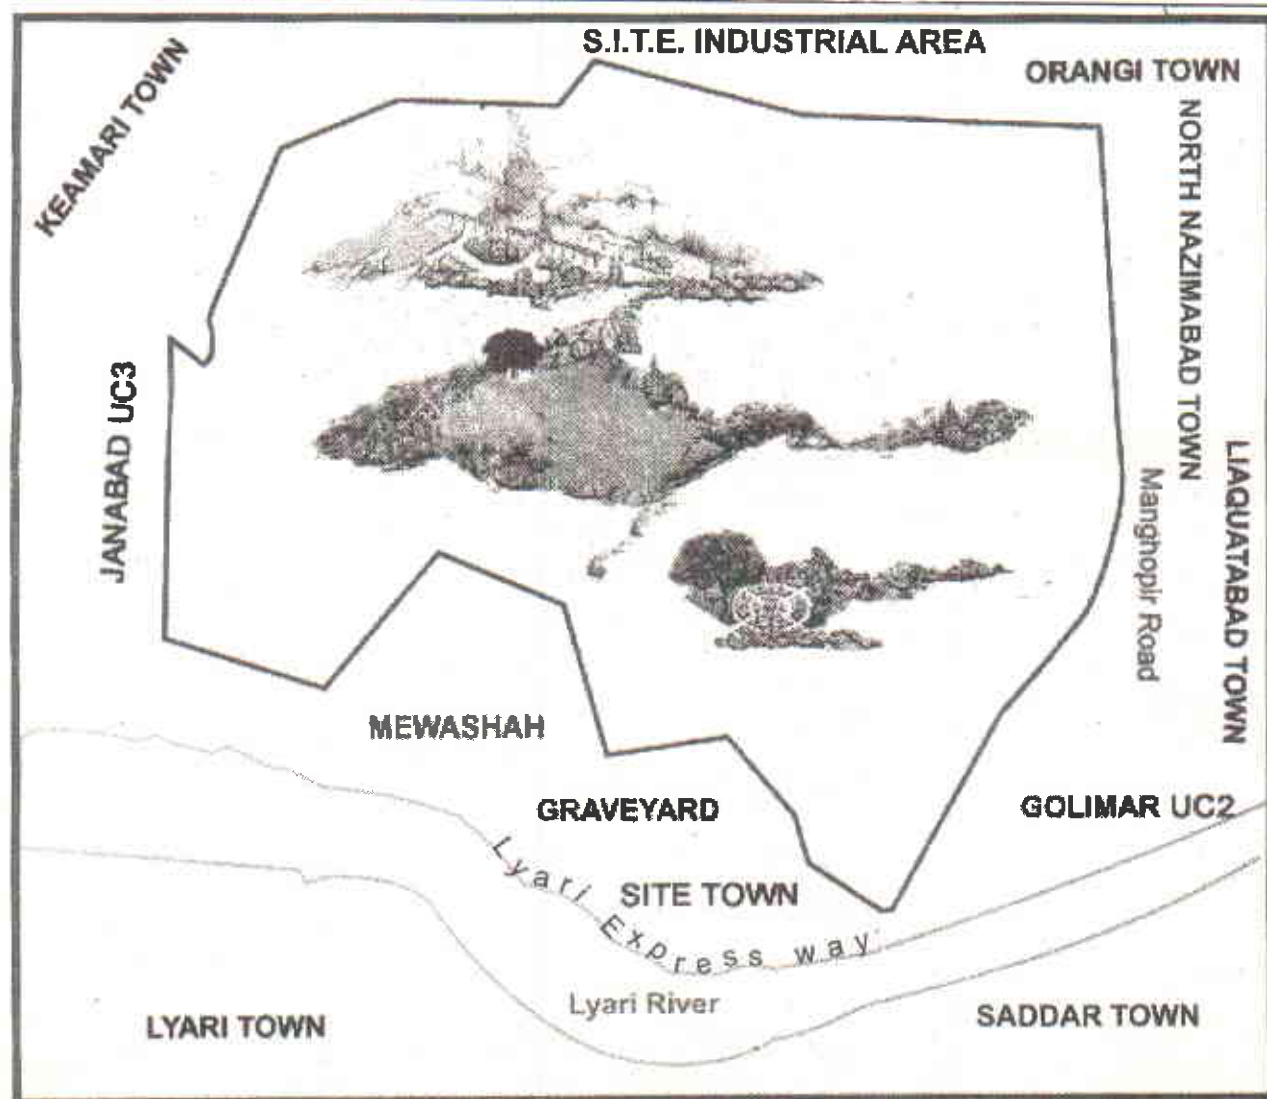 S.I.T.E. INDUSTRIAL AREA
ORANGI TOWN
KEAMARI TOWN
NORTH NAZIMABAD TOWN
JANABAD UC3
LIAQUATABAD TOWN
Manghopir Road
MEWASHAH
GRAVEYARD
GOLIMAR UC2
SITE TOWN
Lyari Express way
Lyari River
LYARI TOWN
SADDAR TOWN